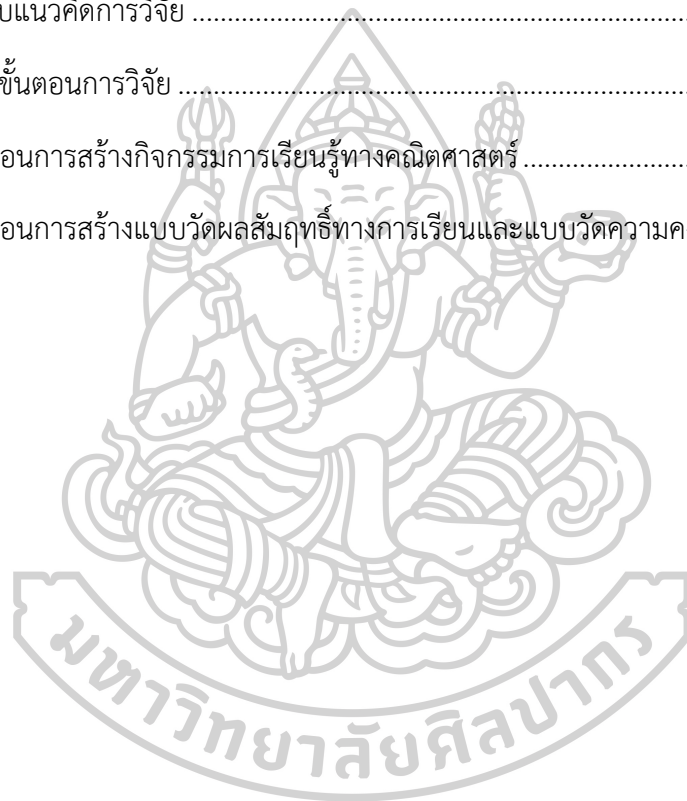 บแนวคิดการวิจัย ........................................................................
ขั้นตอนการวิจัย ........................................................................
อนการสร้างกิจกรรมการเรียนรู้ทางคณิตศาสตร์ ........................
อนการสร้างแบบวัดผลสัมฤทธิ์ทางการเรียนและแบบวัดความค
มหาวิทยาลัยศิลปากร